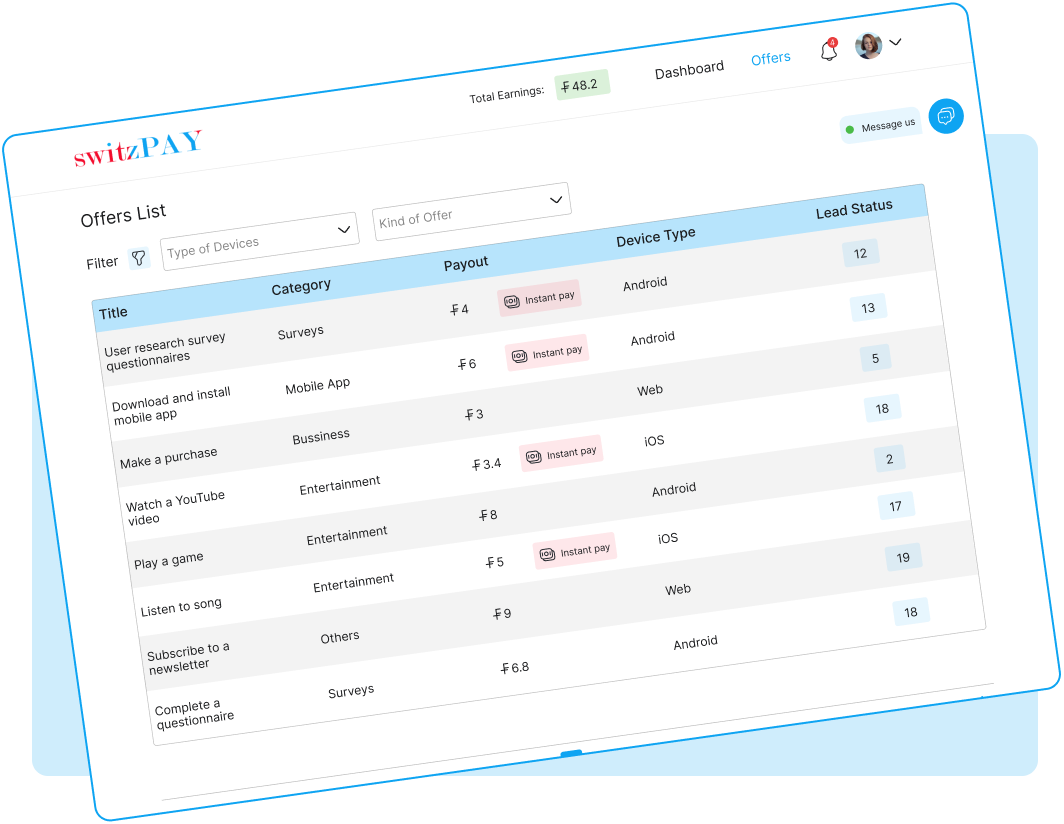 Total Earnings: ₣48.2 Dashboard Offers 4
switzPAY
Message us
Offers List
Filter Type of Devices Kind of Offer
Title Category Payout Device Type Lead Status
User research survey
questionnaires Surveys ₣4 Instant pay Android 12
Download and install
mobile app Mobile App ₣6 Instant pay Android 13
Make a purchase Bussiness ₣3 Web 5
Watch a YouTube
video Entertainment ₣3.4 Instant pay iOS 18
Play a game Entertainment ₣8 Android 2
Listen to song Entertainment ₣5 Instant pay iOS 17
Subscribe to a
newsletter Others ₣9 Web 19
Complete a
questionnaire Surveys ₣6.8 Android 18